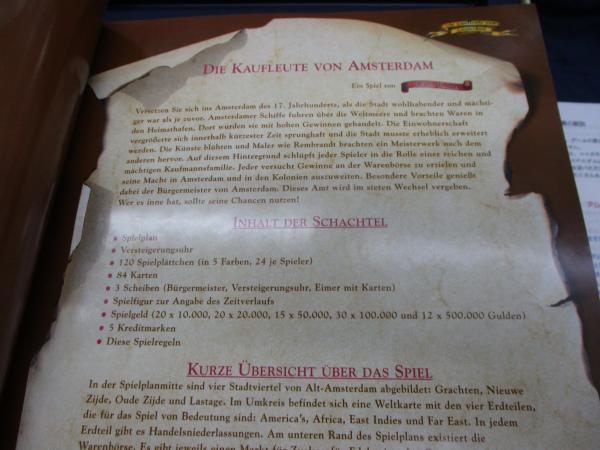 DIE KAUFLEUTE VON AMSTERDAM
Ein Spiel von
Versetzen Sie sich ins Amsterdam des 17. Jahrhunderts, als die Stadt wohlhabender und mächti-
ger war als je zuvor. Amsterdamer Schiffe fuhren über die Weltmeere und brachten Waren in
den Heimathafen. Dort wurden sie mit hohen Gewinnen gehandelt. Die Einwohnerschaft
vergrößerte sich innerhalb kürzester Zeit sprunghaft und die Stadt musste erheblich erweitert
werden. Die Künste blühten und Maler wie Rembrandt brachten ein Meisterwerk nach dem
anderen hervor. Auf diesem Hintergrund schlüpft jeder Spieler in die Rolle einer reichen und
mächtigen Kaufmannsfamilie. Jeder versucht Gewinne an der Warenbörse zu erzielen und
seine Macht in Amsterdam und in den Kolonien auszuweiten. Besondere Vorteile genießt
dabei der Bürgermeister von Amsterdam. Dieses Amt wird im steten Wechsel vergeben.
Wer es inne hat, sollte seine Chancen nutzen!
INHALT DER SCHACHTEL
• Spielplan
• Versteigerungsuhr
• 120 Spielplättchen (in 5 Farben, 24 je Spieler)
• 84 Karten
• 3 Scheiben (Bürgermeister, Versteigerungsuhr, Eimer mit Karten)
• Spielfigur zur Angabe des Zeitverlaufs
• Spielgeld (20 x 10.000, 20 x 20.000, 15 x 50.000, 30 x 100.000 und 12 x 500.000 Gulden)
• 5 Kreditmarken
• Diese Spielregeln
KURZE ÜBERSICHT ÜBER DAS SPIEL
In der Spielplanmitte sind vier Stadtviertel von Alt-Amsterdam abgebildet: Grachten, Nieuwe
Zijde, Oude Zijde und Lastage. Im Umkreis befindet sich eine Weltkarte mit den vier Erdteilen,
die für das Spiel von Bedeutung sind: America's, Africa, East Indies und Far East. In jedem
Erdteil gibt es Handelsniederlassungen. Am unteren Rand des Spielplans existiert die
Warenbörse. Es gibt jeweils einen Markt für